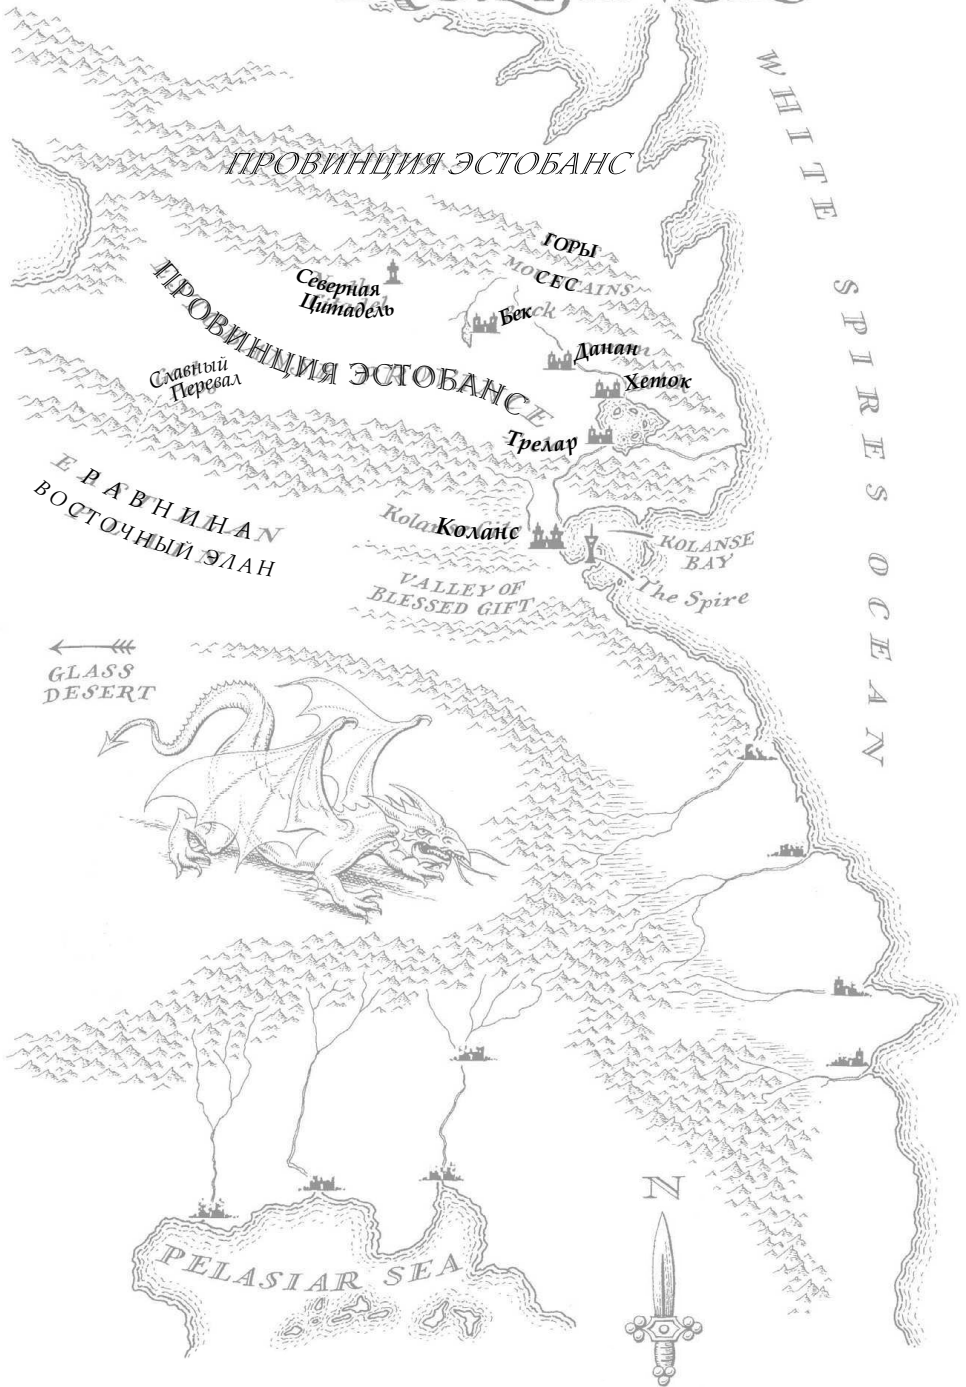 ПРОВИНЦИЯ ЭСТОБАНС
WHITE SPIRES OCEAN
ГОРЫ
СЕС
Северная
Цитадель
Бек
Данан
Хеток
ПРОВИНЦИЯ ЭСТОБАНС
Славный
Перевал
Трелар
РАВНИНА
ВОСТОЧНЫЙ ЭЛАН
Коланс
KOLANSE
BAY
The Spire
VALLEY OF
BLESSED GIFT
GLASS
DESERT
N
PELASIAR SEA